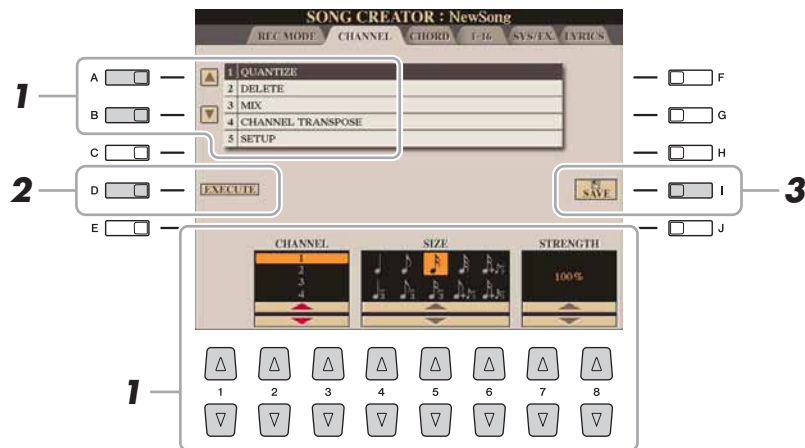 SONG CREATOR : NewSong
REC MODE CHANNEL CHORD 1-16 SYS/EX. LYRICS
1 QUANTIZE
2 DELETE
3 MIX
4 CHANNEL TRANSPOSE
5 SETUP
A
B
C
D
E
F
G
H
I
J
1
2
3
EXECUTE
SAVE
CHANNEL SIZE STRENGTH
1
2
3
4
100%
1 2 3 4 5 6 7 8
1